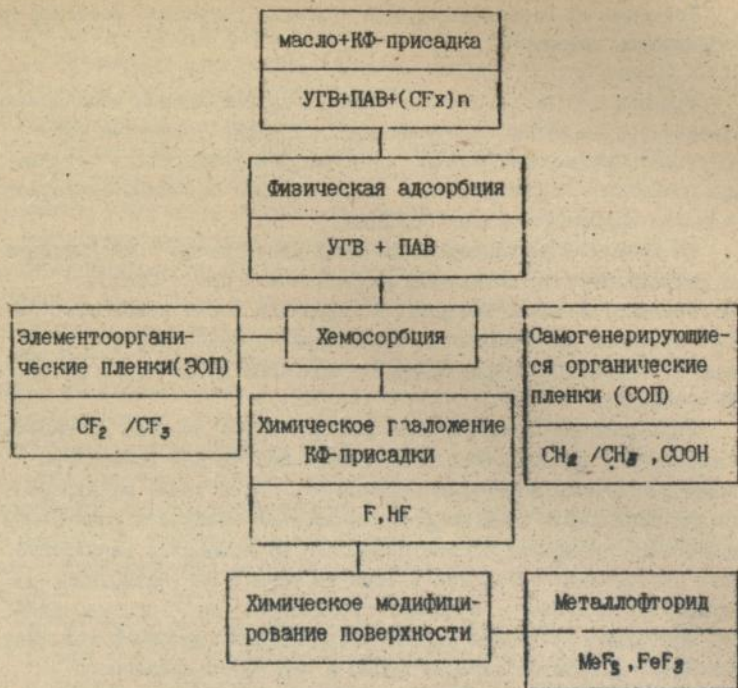 масло+КФ-присадка
УГВ+ПАВ+(CFx)n
Физическая адсорбция
УГВ + ПАВ
Элементооргани-
ческие пленки(ЭОП)
CF₂ /CF₃
Хемосорбция
Самогенерирующие-
ся органические
пленки (СОП)
CH₂ /CH₃ ,COOH
Химическое разложение
КФ-присадки
F,HF
Химическое модифици-
рование поверхности
Металлофторид
MeF₃ ,FeF₃